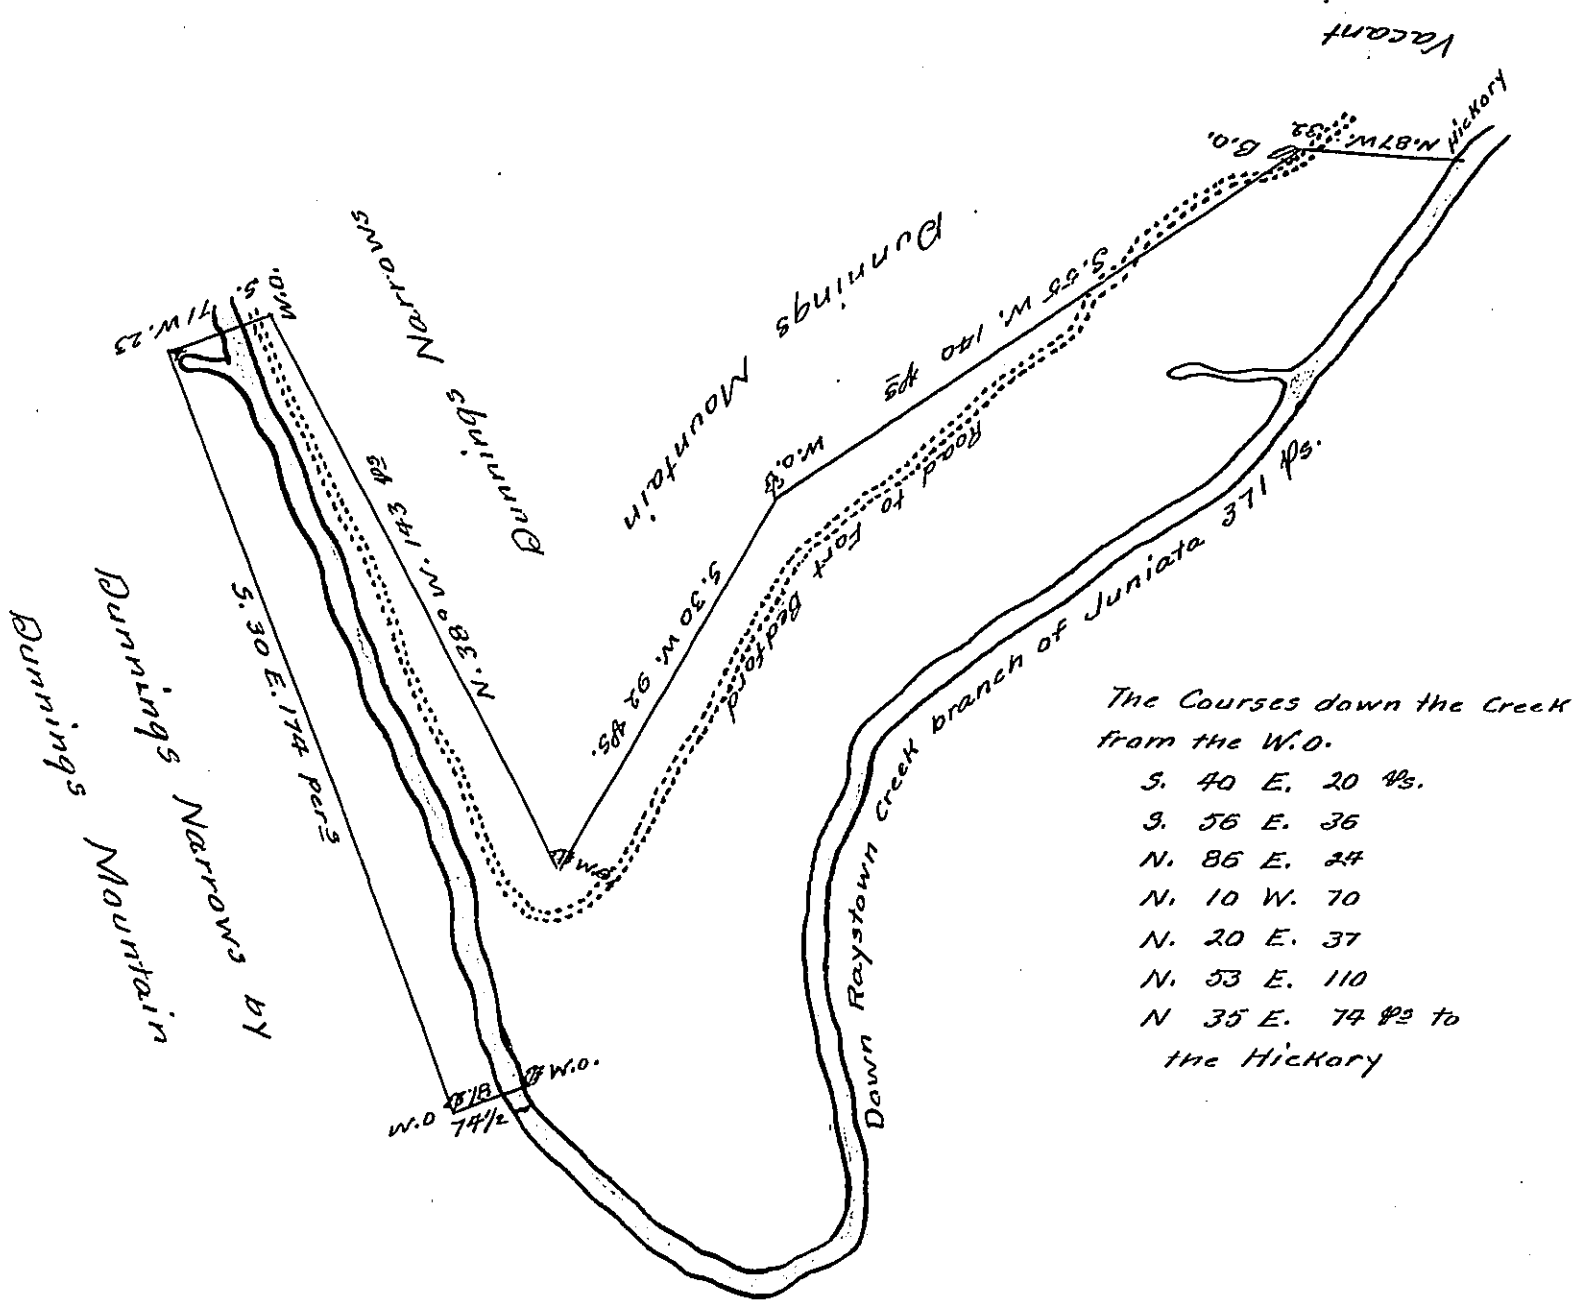 Vacant
Hickory
N. 87 W. 32
B.O.
S. 55 W. 140 ps
Dunnings
Mountain
Dunnings Narrows
W.O.
S. 71 W. 23
N. 38° W. 143 ps
W.O.
S. 30 W. 92 ps.
Road to Fort Bedford
W.O.
Down Raystown Creek branch of Juniata 371 ps.
S. 30 E. 174 pers
Dunnings Narrows by
Dunnings Mountain
W.O.
74½
W.O.
The Courses down the Creek
from the W.O.
S. 40 E. 20 ps.
S. 56 E. 36
N. 86 E. 24
N. 10 W. 70
N. 20 E. 37
N. 53 E. 110
N 35 E. 74 ps to
the Hickory